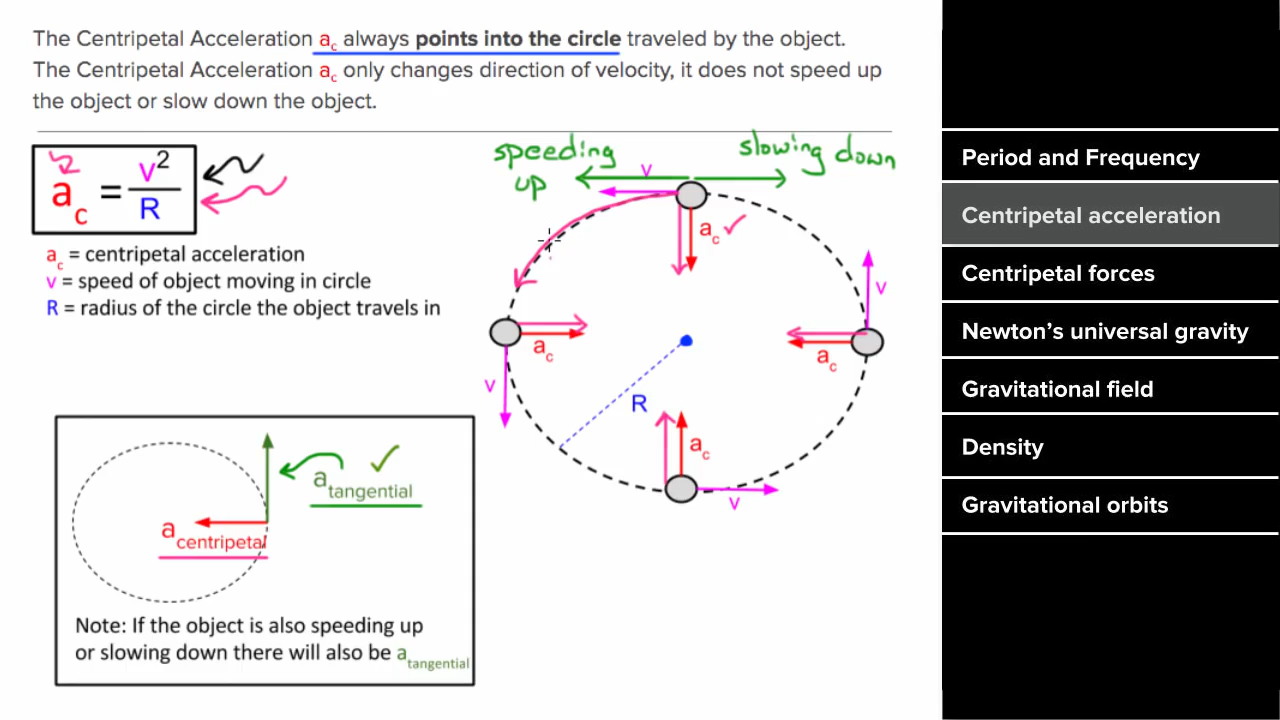 The Centripetal Acceleration ac always points into the circle traveled by the object.
The Centripetal Acceleration ac only changes direction of velocity, it does not speed up
the object or slow down the object.
ac = v²/R
ac = centripetal acceleration
v = speed of object moving in circle
R = radius of the circle the object travels in
speeding
up
slowing down
v
ac
v
ac
v
ac
R
ac
v
a tangential
a centripetal
Note: If the object is also speeding up
or slowing down there will also be a tangential
Period and Frequency
Centripetal acceleration
Centripetal forces
Newton's universal gravity
Gravitational field
Density
Gravitational orbits